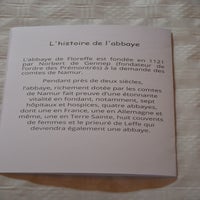 L'histoire de l'abbaye
L'abbaye de Floreffe est fondée en 1121
par Norbert de Gennep (fondateur de
l'ordre des Prémontrés) à la demande des
comtes de Namur.
Pendant près de deux siècles,
l'abbaye, richement dotée par les comtes
de Namur fait preuve d'une étonnante
vitalité en fondant, notamment, sept
hôpitaux et hospices, quatre abbayes,
dont une en France, une en Allemagne et
même, une en Terre Sainte, huit couvents
de femmes et le prieuré de Leffe qui
deviendra également une abbaye.